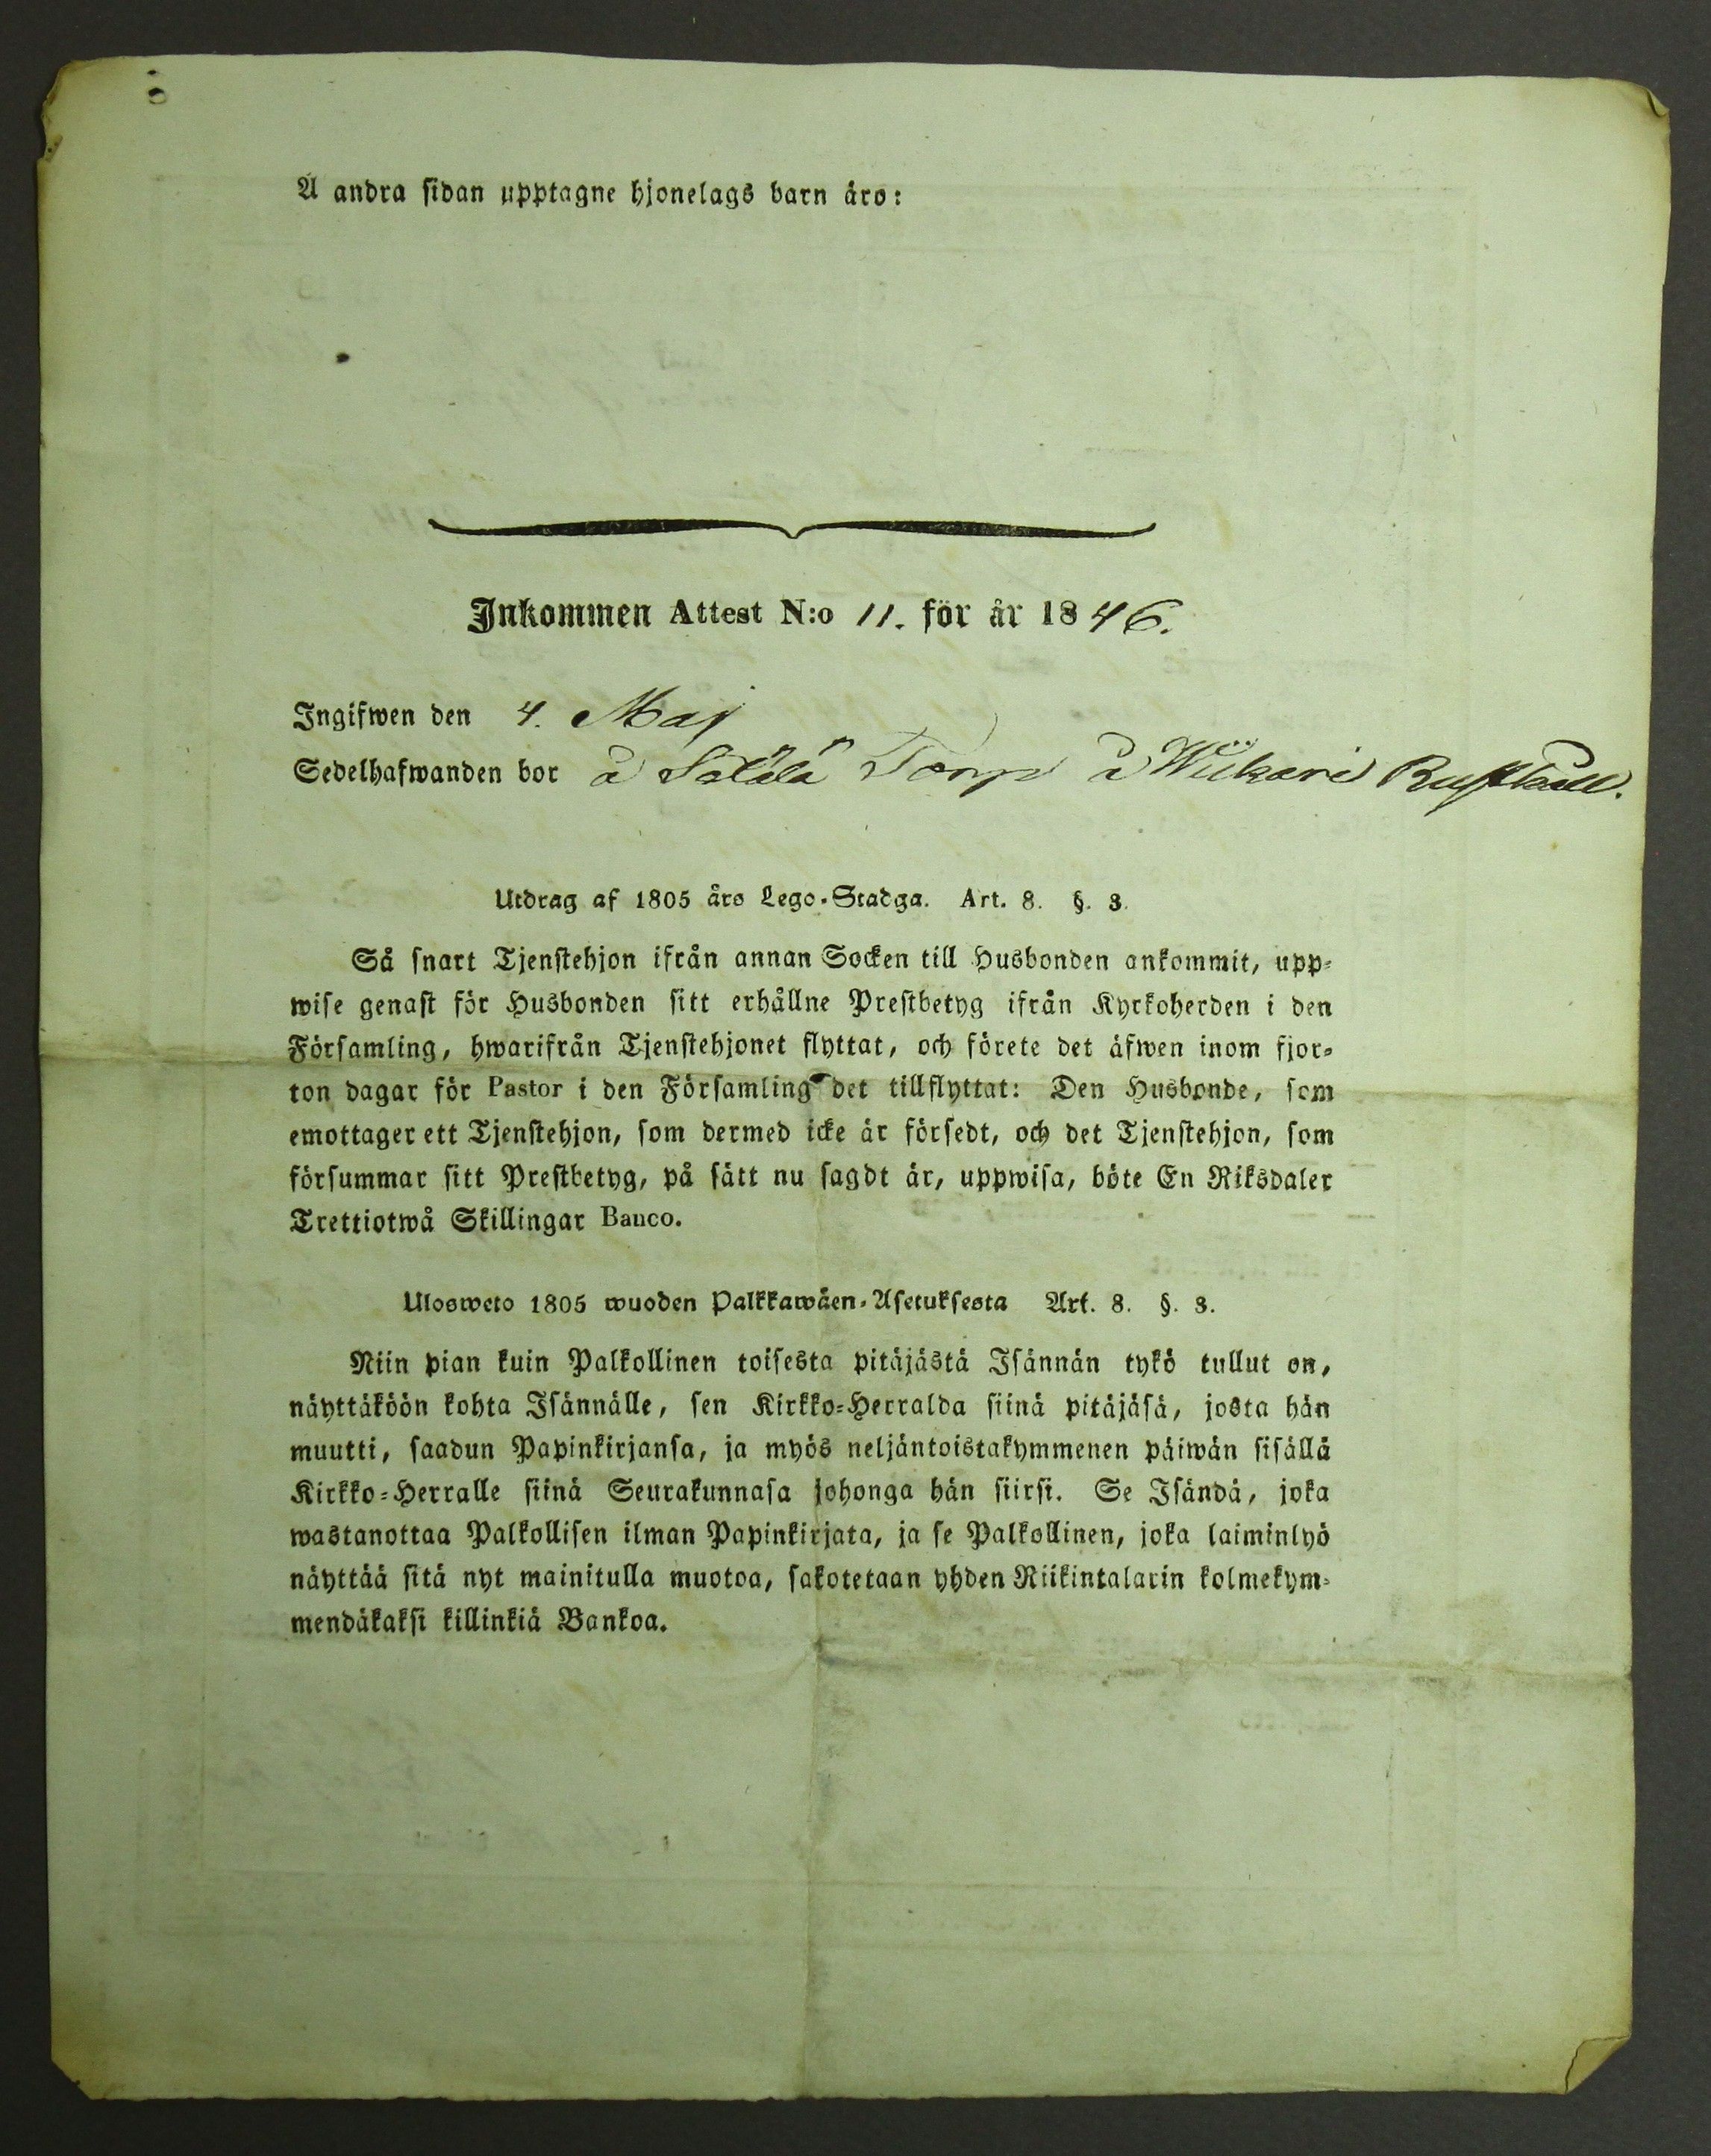 Å andra sidan upptagne hjonelags barn äro:
Inkommen Attest N:o 11. för år 1846.
Ingifwen den 4. Maj
Sedelhafwanden bor å Torp å Wiikari Rusthåll.
Utdrag af 1805 års Lego-Stadga. Art. 8. §. 3.
Så snart Tjenstehjon ifrån annan Socken till Husbonden ankommit, upp-
wise genast för Husbonden sitt erhållne Prestbetyg ifrån Kyrkoherden i den
Församling, hwarifrån Tjenstehjonet flyttat, och förete det äfwen inom fjor-
ton dagar för Pastor i den Församling det tillflyttat: Den Husbonde, som
emottager ett Tjenstehjon, som dermed icke är försedt, och det Tjenstehjon, som
försummar sitt Prestbetyg, på sätt nu sagdt är, uppwisa, böte En Riksdaler
Trettiotwå Skillingar Banco.
Ulosweto 1805 wuoden Palkkawäen-Asetuksesta Art. 8. §. 3.
Niin pian kuin Palkollinen toisesta pitäjästä Isännän tykö tullut on,
näyttäköön kohta Isännälle, sen Kirkko-Herralda siinä pitäjäsä, josta hän
muutti, saadun Papinkirjansa, ja myös neljäntoistakymmenen päiwän sisällä
Kirkko-Herralle siinä Seurakunnasa johonga hän siirsi. Se Isändä, joka
wastanottaa Palkollisen ilman Papinkirjata, ja se Palkollinen, joka laiminlyö
näyttää sitä nyt mainitulla muotoa, sakotetaan yhden Riikintalarin kolmekym-
mendäkaksi killinkiä Bankoa.